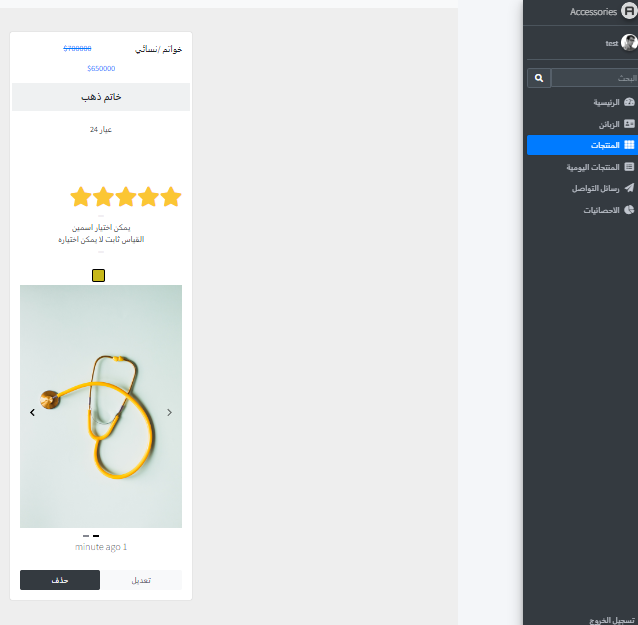 Accessories
test
البحث
الرئيسية
الزبائن
المنتجات
المنتجات اليومية
رسائل التواصل
الاحصائيات
تسجيل الخروج
خواتم /نسائي
$700000
$650000
خاتم ذهب
عيار 24
يمكن اختيار اسمين
القياس ثابت لا يمكن اختياره
minute ago 1
تعديل
حذف